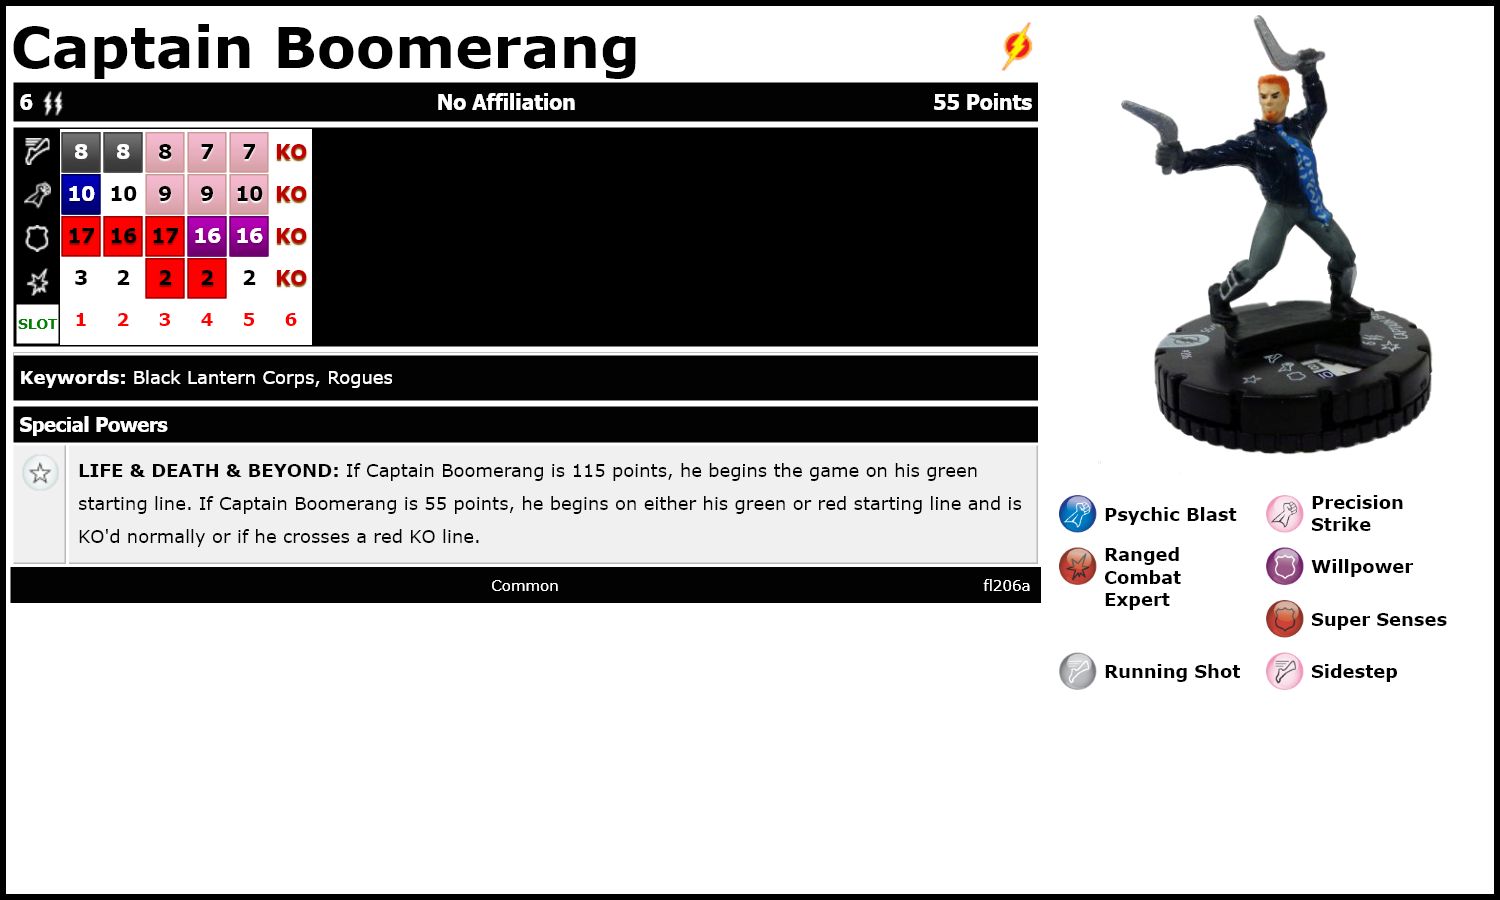 Captain Boomerang
6 No Affiliation 55 Points
8 8 8 7 7 KO
10 10 9 9 10 KO
17 16 17 16 16 KO
3 2 2 2 2 KO
SLOT 1 2 3 4 5 6
Keywords: Black Lantern Corps, Rogues
Special Powers
LIFE & DEATH & BEYOND: If Captain Boomerang is 115 points, he begins the game on his green
starting line. If Captain Boomerang is 55 points, he begins on either his green or red starting line and is
KO'd normally or if he crosses a red KO line.
Common fl206a
Psychic Blast
Precision
Strike
Ranged
Combat
Expert
Willpower
Super Senses
Running Shot
Sidestep